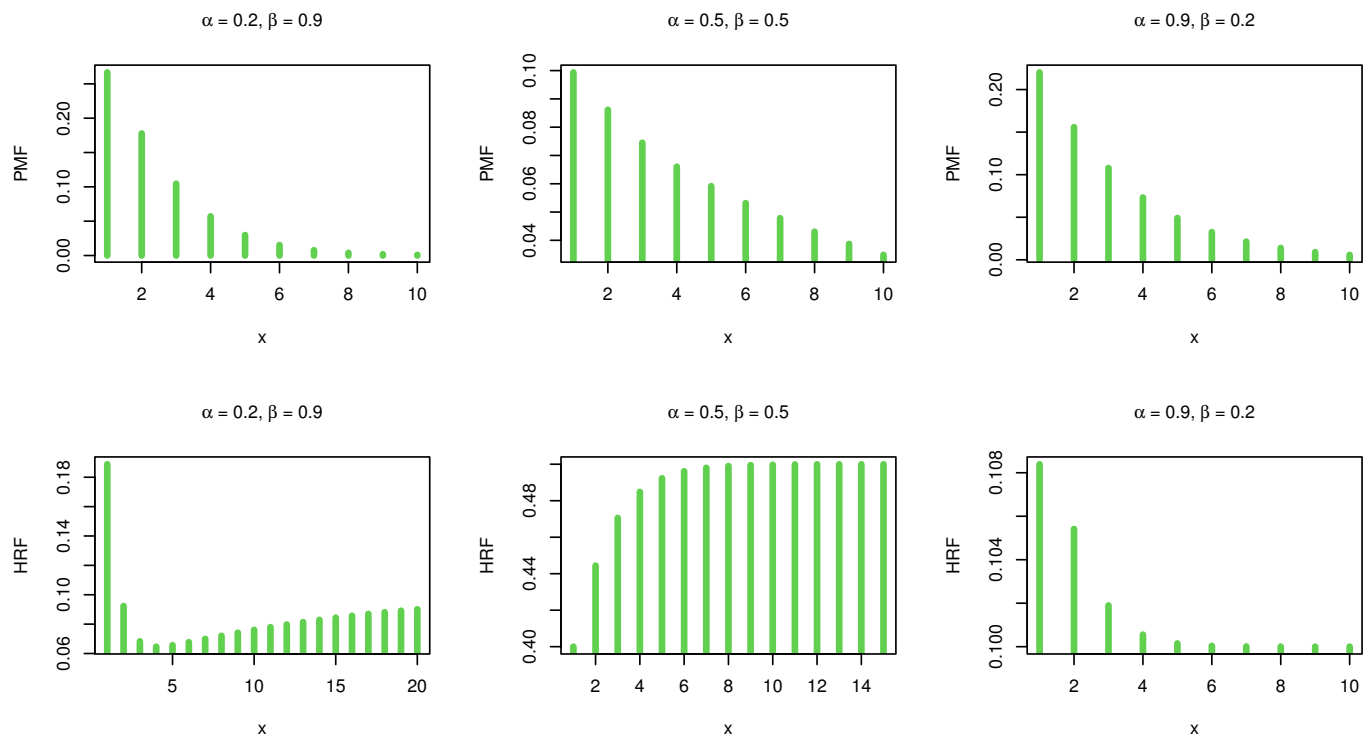 α = 0.2, β = 0.9
PMF
0.00 0.10 0.20
2 4 6 8 10
x
α = 0.5, β = 0.5
PMF
0.04 0.06 0.08 0.10
2 4 6 8 10
x
α = 0.9, β = 0.2
PMF
0.00 0.10 0.20
2 4 6 8 10
x
α = 0.2, β = 0.9
HRF
0.06 0.10 0.14 0.18
5 10 15 20
x
α = 0.5, β = 0.5
HRF
0.40 0.44 0.48
2 4 6 8 10 12 14
x
α = 0.9, β = 0.2
HRF
0.100 0.104 0.108
2 4 6 8 10
x